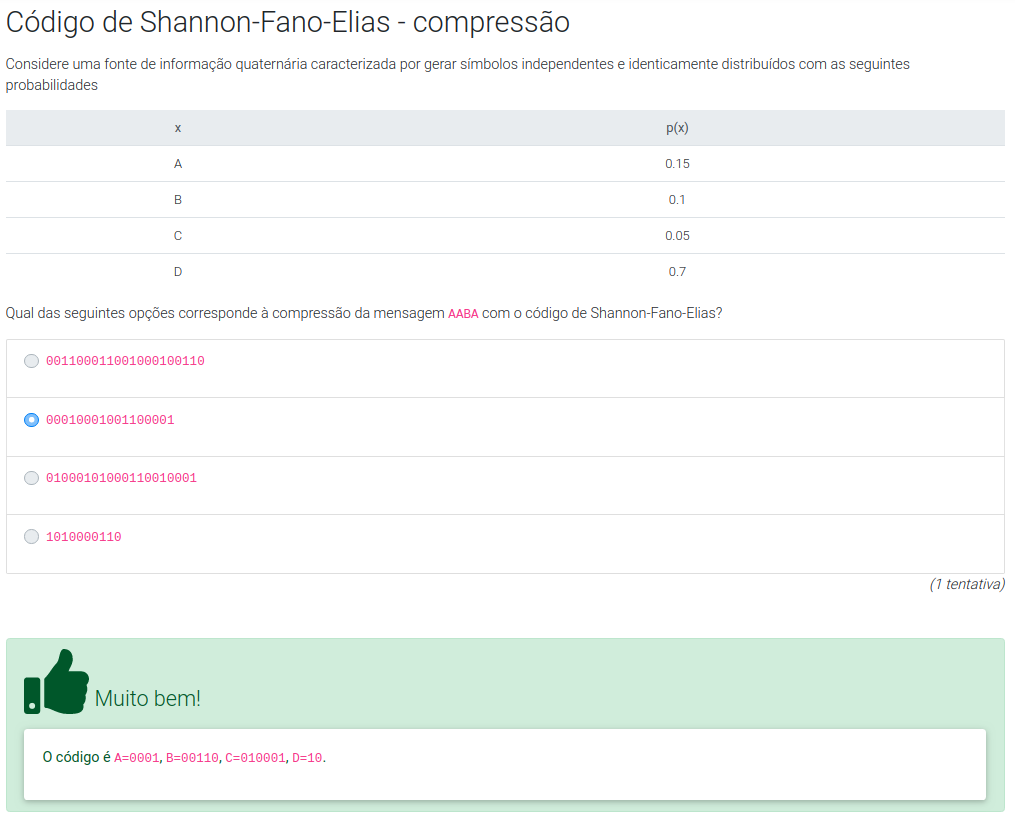 Código de Shannon-Fano-Elias - compressão
Considere uma fonte de informação quaternária caracterizada por gerar símbolos independentes e identicamente distribuídos com as seguintes
probabilidades
x p(x)
A 0.15
B 0.1
C 0.05
D 0.7
Qual das seguintes opções corresponde à compressão da mensagem AABA com o código de Shannon-Fano-Elias?
001100011001000100110
00010001001100001
01000101000110010001
1010000110
(1 tentativa)
Muito bem!
O código é A=0001, B=00110, C=010001, D=10.